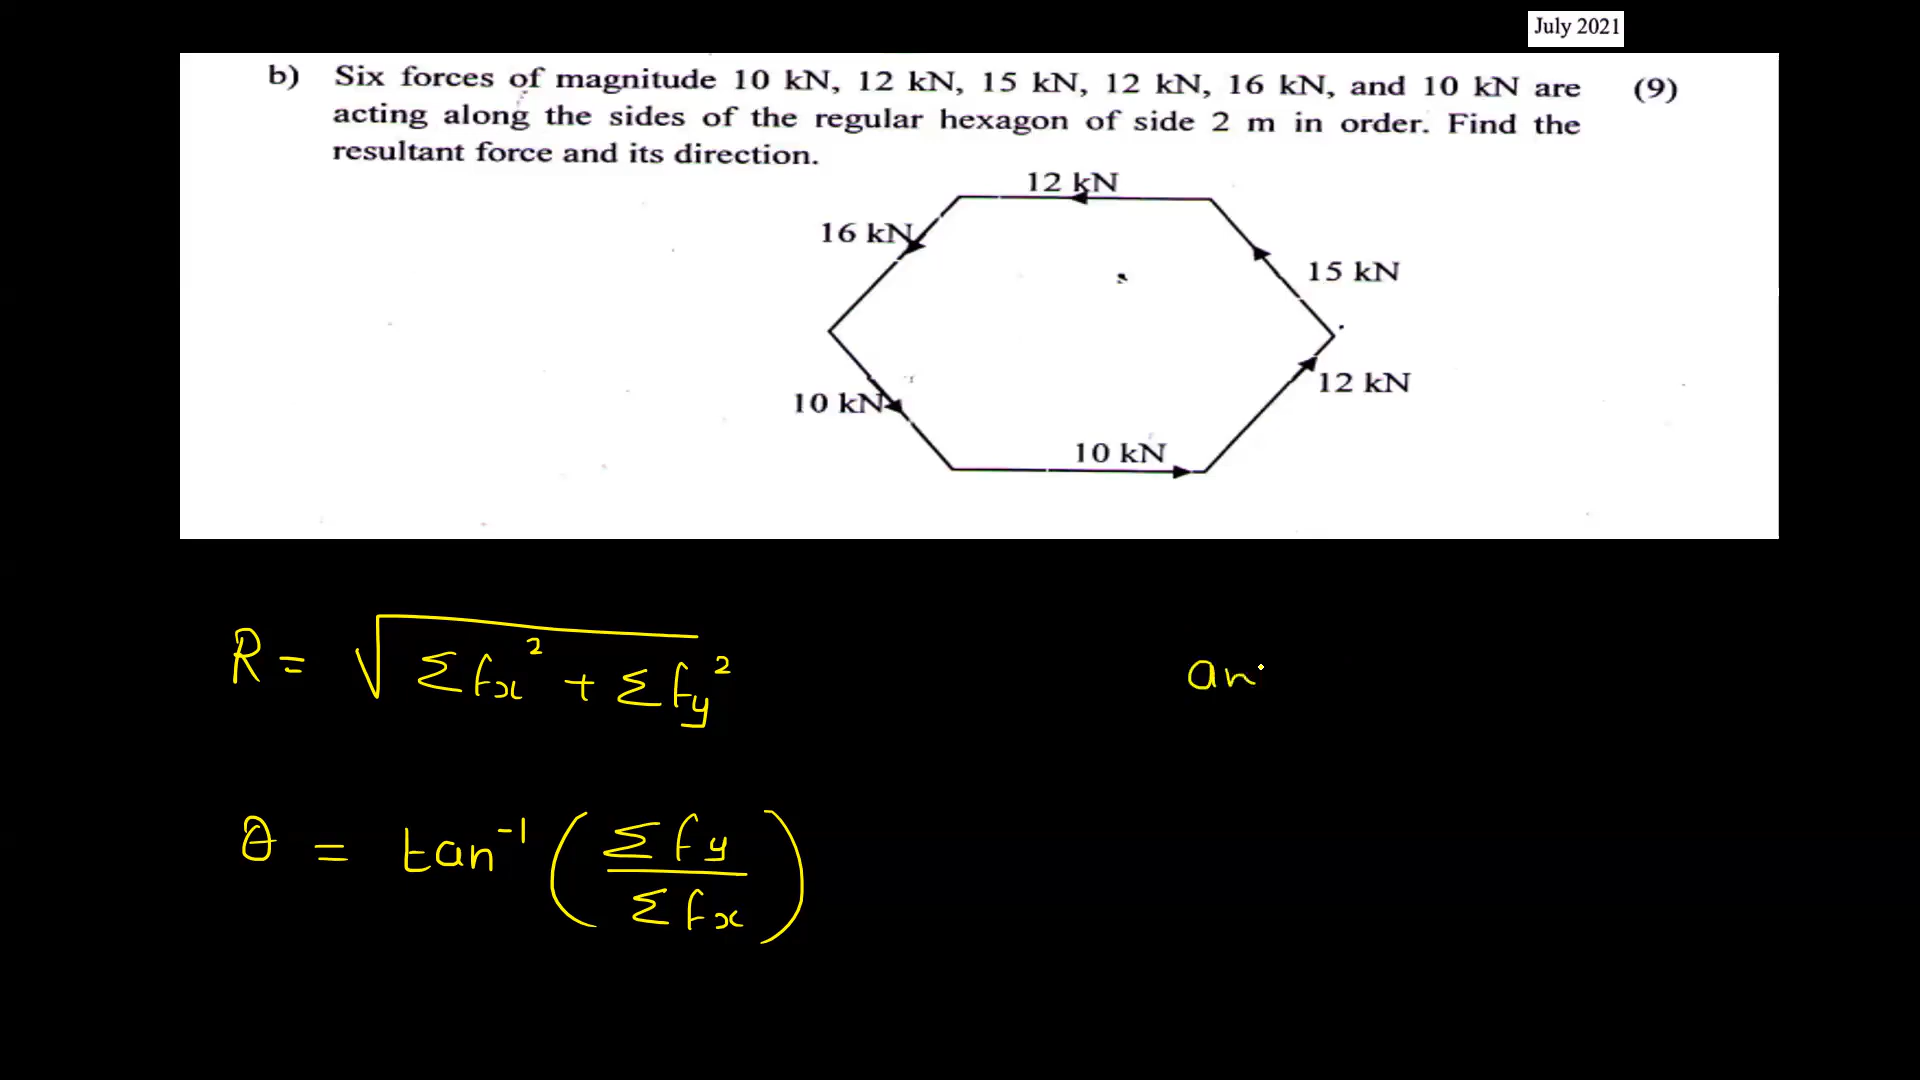 July 2021
b) Six forces of magnitude 10 kN, 12 kN, 15 kN, 12 kN, 16 kN, and 10 kN are (9)
acting along the sides of the regular hexagon of side 2 m in order. Find the
resultant force and its direction.
12 kN
16 kN
15 kN
12 kN
10 kN
10 kN
R = √ Σfx² + Σfy²
an
θ = tan⁻¹ ( Σfy / Σfx )